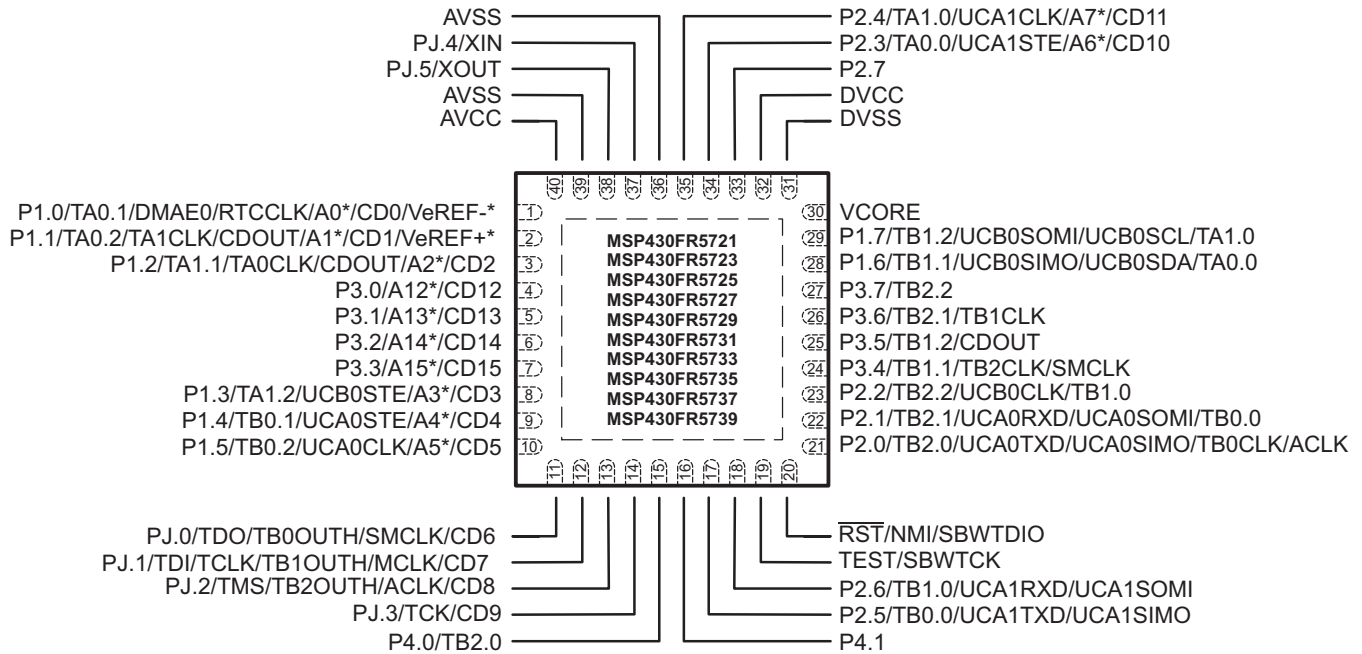 AVSS
PJ.4/XIN
PJ.5/XOUT
AVSS
AVCC
P2.4/TA1.0/UCA1CLK/A7*/CD11
P2.3/TA0.0/UCA1STE/A6*/CD10
P2.7
DVCC
DVSS
40 39 38 37 36 35 34 33 32 31
P1.0/TA0.1/DMAE0/RTCCLK/A0*/CD0/VeREF-* 1
P1.1/TA0.2/TA1CLK/CDOUT/A1*/CD1/VeREF+* 2
P1.2/TA1.1/TA0CLK/CDOUT/A2*/CD2 3
P3.0/A12*/CD12 4
P3.1/A13*/CD13 5
P3.2/A14*/CD14 6
P3.3/A15*/CD15 7
P1.3/TA1.2/UCB0STE/A3*/CD3 8
P1.4/TB0.1/UCA0STE/A4*/CD4 9
P1.5/TB0.2/UCA0CLK/A5*/CD5 10
MSP430FR5721
MSP430FR5723
MSP430FR5725
MSP430FR5727
MSP430FR5729
MSP430FR5731
MSP430FR5733
MSP430FR5735
MSP430FR5737
MSP430FR5739
30 VCORE
29 P1.7/TB1.2/UCB0SOMI/UCB0SCL/TA1.0
28 P1.6/TB1.1/UCB0SIMO/UCB0SDA/TA0.0
27 P3.7/TB2.2
26 P3.6/TB2.1/TB1CLK
25 P3.5/TB1.2/CDOUT
24 P3.4/TB1.1/TB2CLK/SMCLK
23 P2.2/TB2.2/UCB0CLK/TB1.0
22 P2.1/TB2.1/UCA0RXD/UCA0SOMI/TB0.0
21 P2.0/TB2.0/UCA0TXD/UCA0SIMO/TB0CLK/ACLK
11 12 13 14 15 16 17 18 19 20
PJ.0/TDO/TB0OUTH/SMCLK/CD6
PJ.1/TDI/TCLK/TB1OUTH/MCLK/CD7
PJ.2/TMS/TB2OUTH/ACLK/CD8
PJ.3/TCK/CD9
P4.0/TB2.0
RST/NMI/SBWTDIO
TEST/SBWTCK
P2.6/TB1.0/UCA1RXD/UCA1SOMI
P2.5/TB0.0/UCA1TXD/UCA1SIMO
P4.1